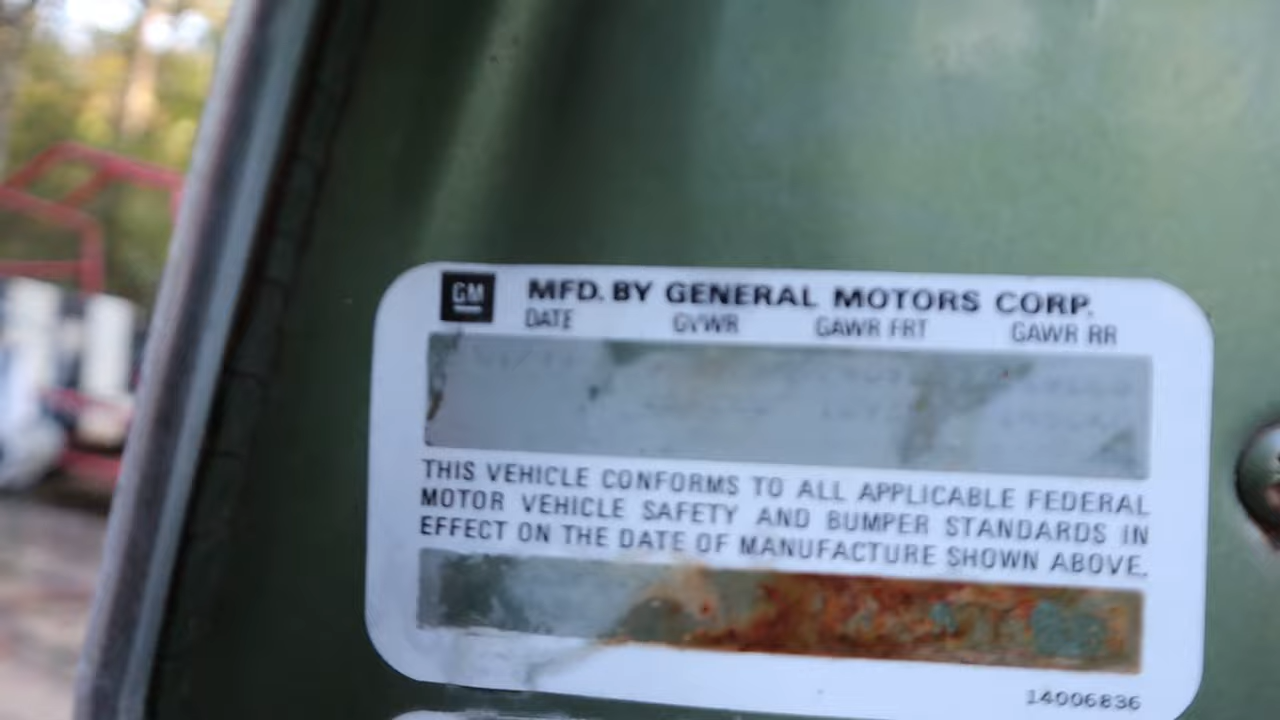 GM MFD. BY GENERAL MOTORS CORP.
DATE GVWR GAWR FRT GAWR RR
THIS VEHICLE CONFORMS TO ALL APPLICABLE FEDERAL
MOTOR VEHICLE SAFETY AND BUMPER STANDARDS IN
EFFECT ON THE DATE OF MANUFACTURE SHOWN ABOVE.
14006836